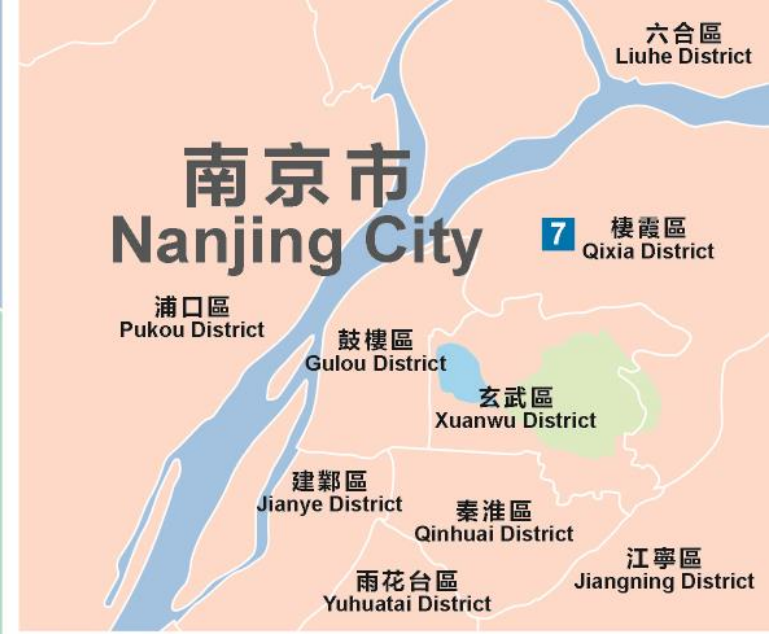 六合區
Liuhe District
南京市
Nanjing City
7
棲霞區
Qixia District
浦口區
Pukou District
鼓樓區
Gulou District
玄武區
Xuanwu District
建鄴區
Jianye District
秦淮區
Qinhuai District
江寧區
Jiangning District
雨花台區
Yuhuatai District